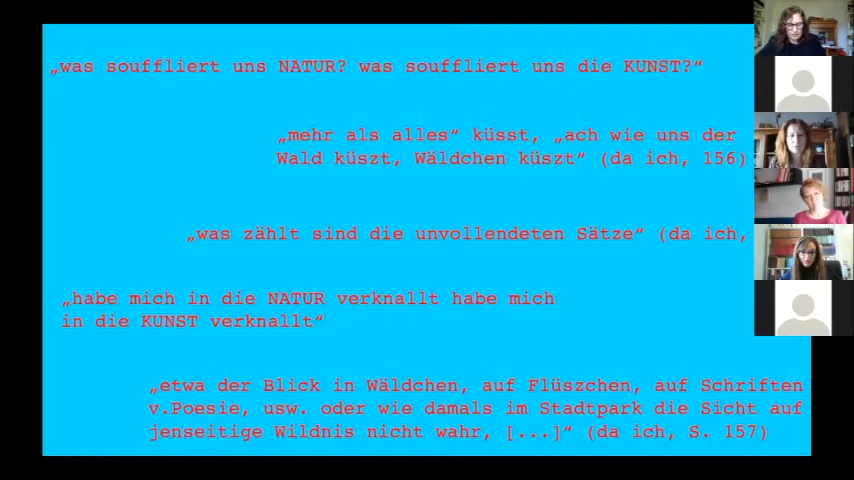 „was souffliert uns NATUR? was souffliert uns die KUNST?“
„mehr als alles“ küsst, „ach wie uns der
Wald küszt, Wäldchen küszt“ (da ich, 156)
„was zählt sind die unvollendeten Sätze“ (da ich,
„habe mich in die NATUR verknallt habe mich
in die KUNST verknallt“
„etwa der Blick in Wäldchen, auf Flüszchen, auf Schriften
v.Poesie, usw. oder wie damals im Stadtpark die Sicht auf
jenseitige Wildnis nicht wahr, [...]“ (da ich, S. 157)